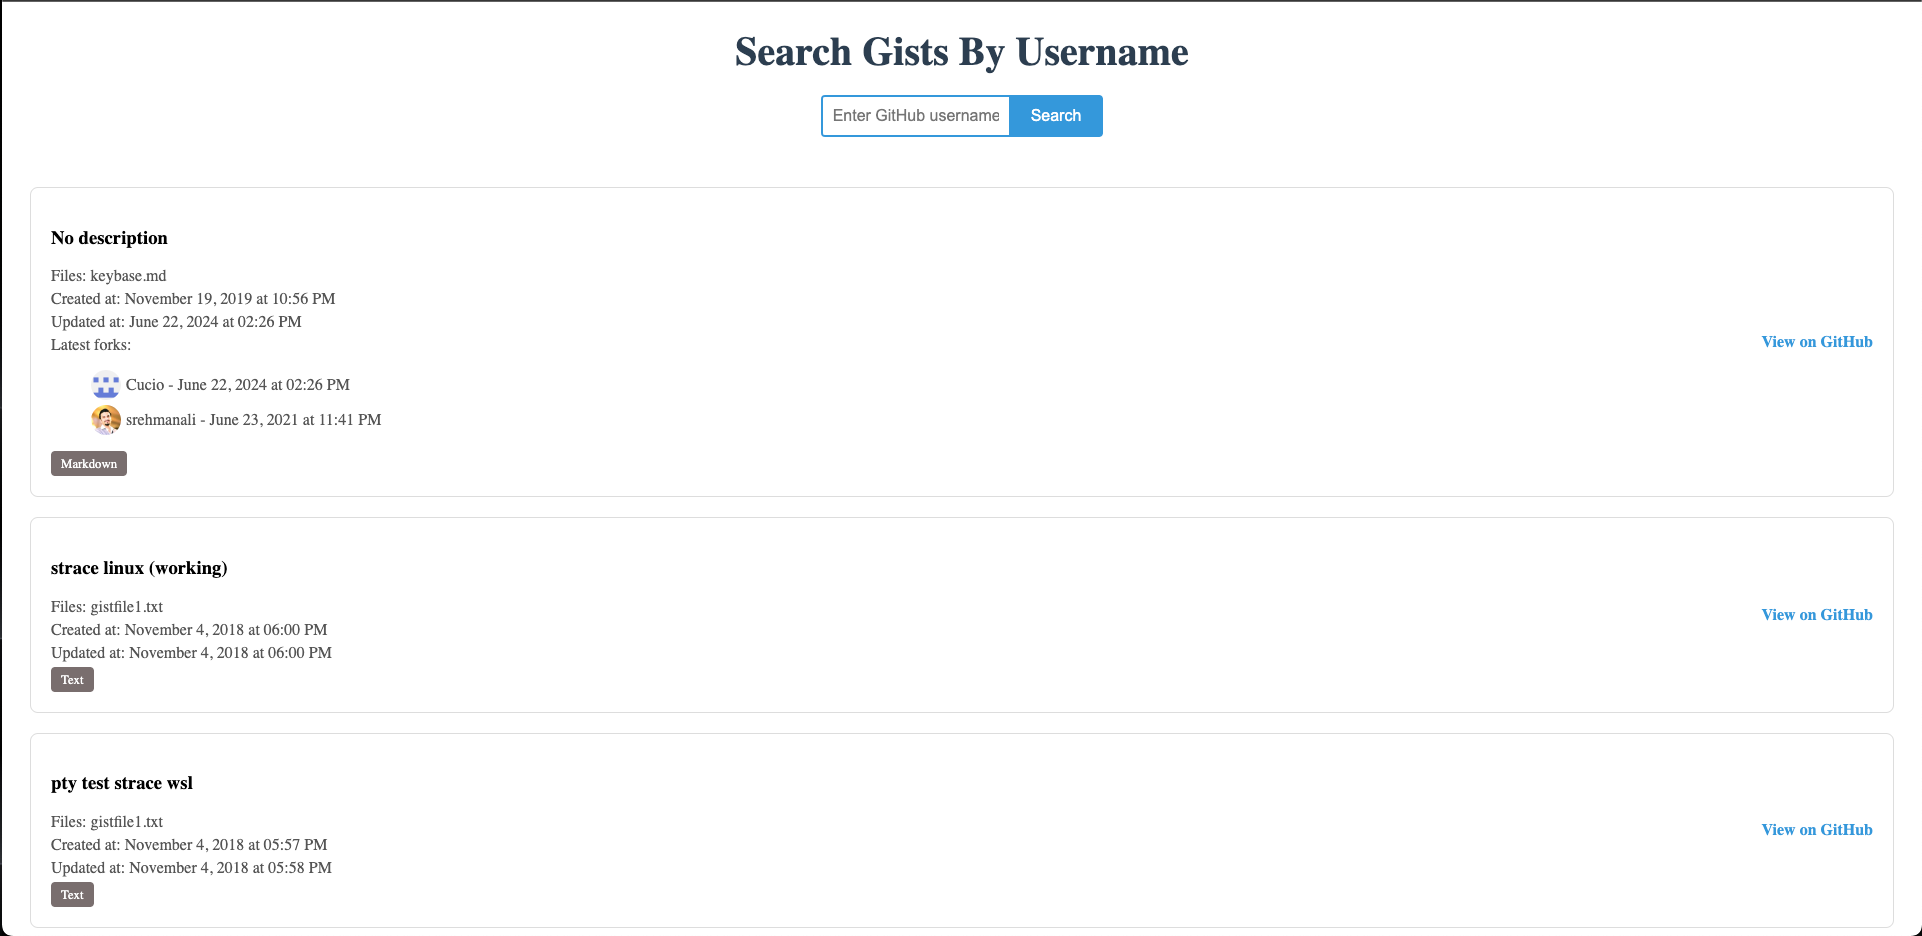 Search Gists By Username
Enter GitHub username Search
No description
Files: keybase.md
Created at: November 19, 2019 at 10:56 PM
Updated at: June 22, 2024 at 02:26 PM
Latest forks:
View on GitHub
Cucio - June 22, 2024 at 02:26 PM
srehmanali - June 23, 2021 at 11:41 PM
Markdown
strace linux (working)
Files: gistfile1.txt
View on GitHub
Created at: November 4, 2018 at 06:00 PM
Updated at: November 4, 2018 at 06:00 PM
Text
pty test strace wsl
Files: gistfile1.txt
View on GitHub
Created at: November 4, 2018 at 05:57 PM
Updated at: November 4, 2018 at 05:58 PM
Text